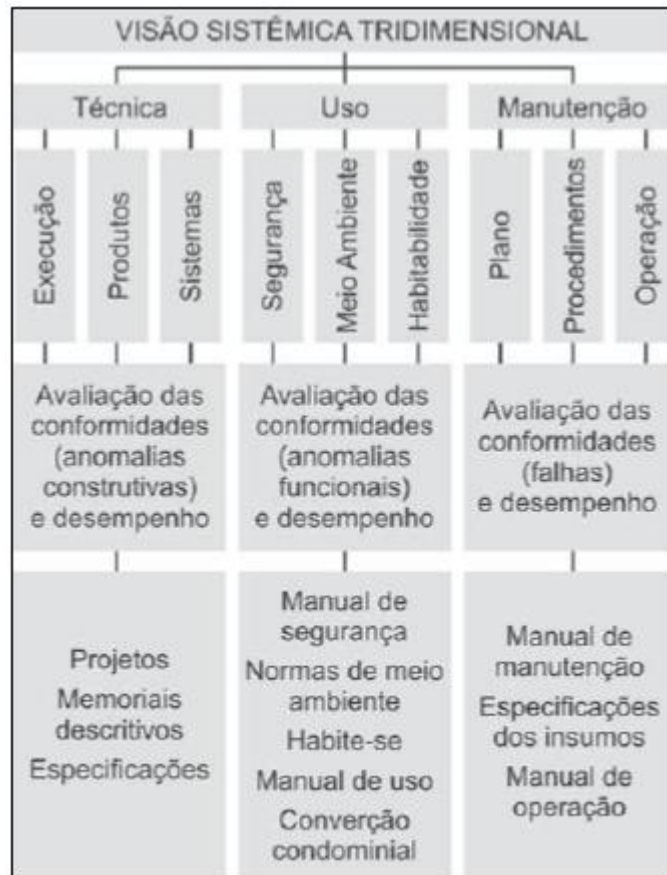 VISÃO SISTÊMICA TRIDIMENSIONAL
Técnica
Uso
Manutenção
Execução
Produtos
Sistemas
Segurança
Meio Ambiente
Habitabilidade
Plano
Procedimentos
Operação
Avaliação das
conformidades
(anomalias
construtivas)
e desempenho
Avaliação das
conformidades
(anomalias
funcionais)
e desempenho
Avaliação das
conformidades
(falhas)
e desempenho
Projetos
Memoriais
descritivos
Especificações
Manual de
segurança
Normas de meio
ambiente
Habite-se
Manual de uso
Converção
condominial
Manual de
manutenção
Especificações
dos insumos
Manual de
operação